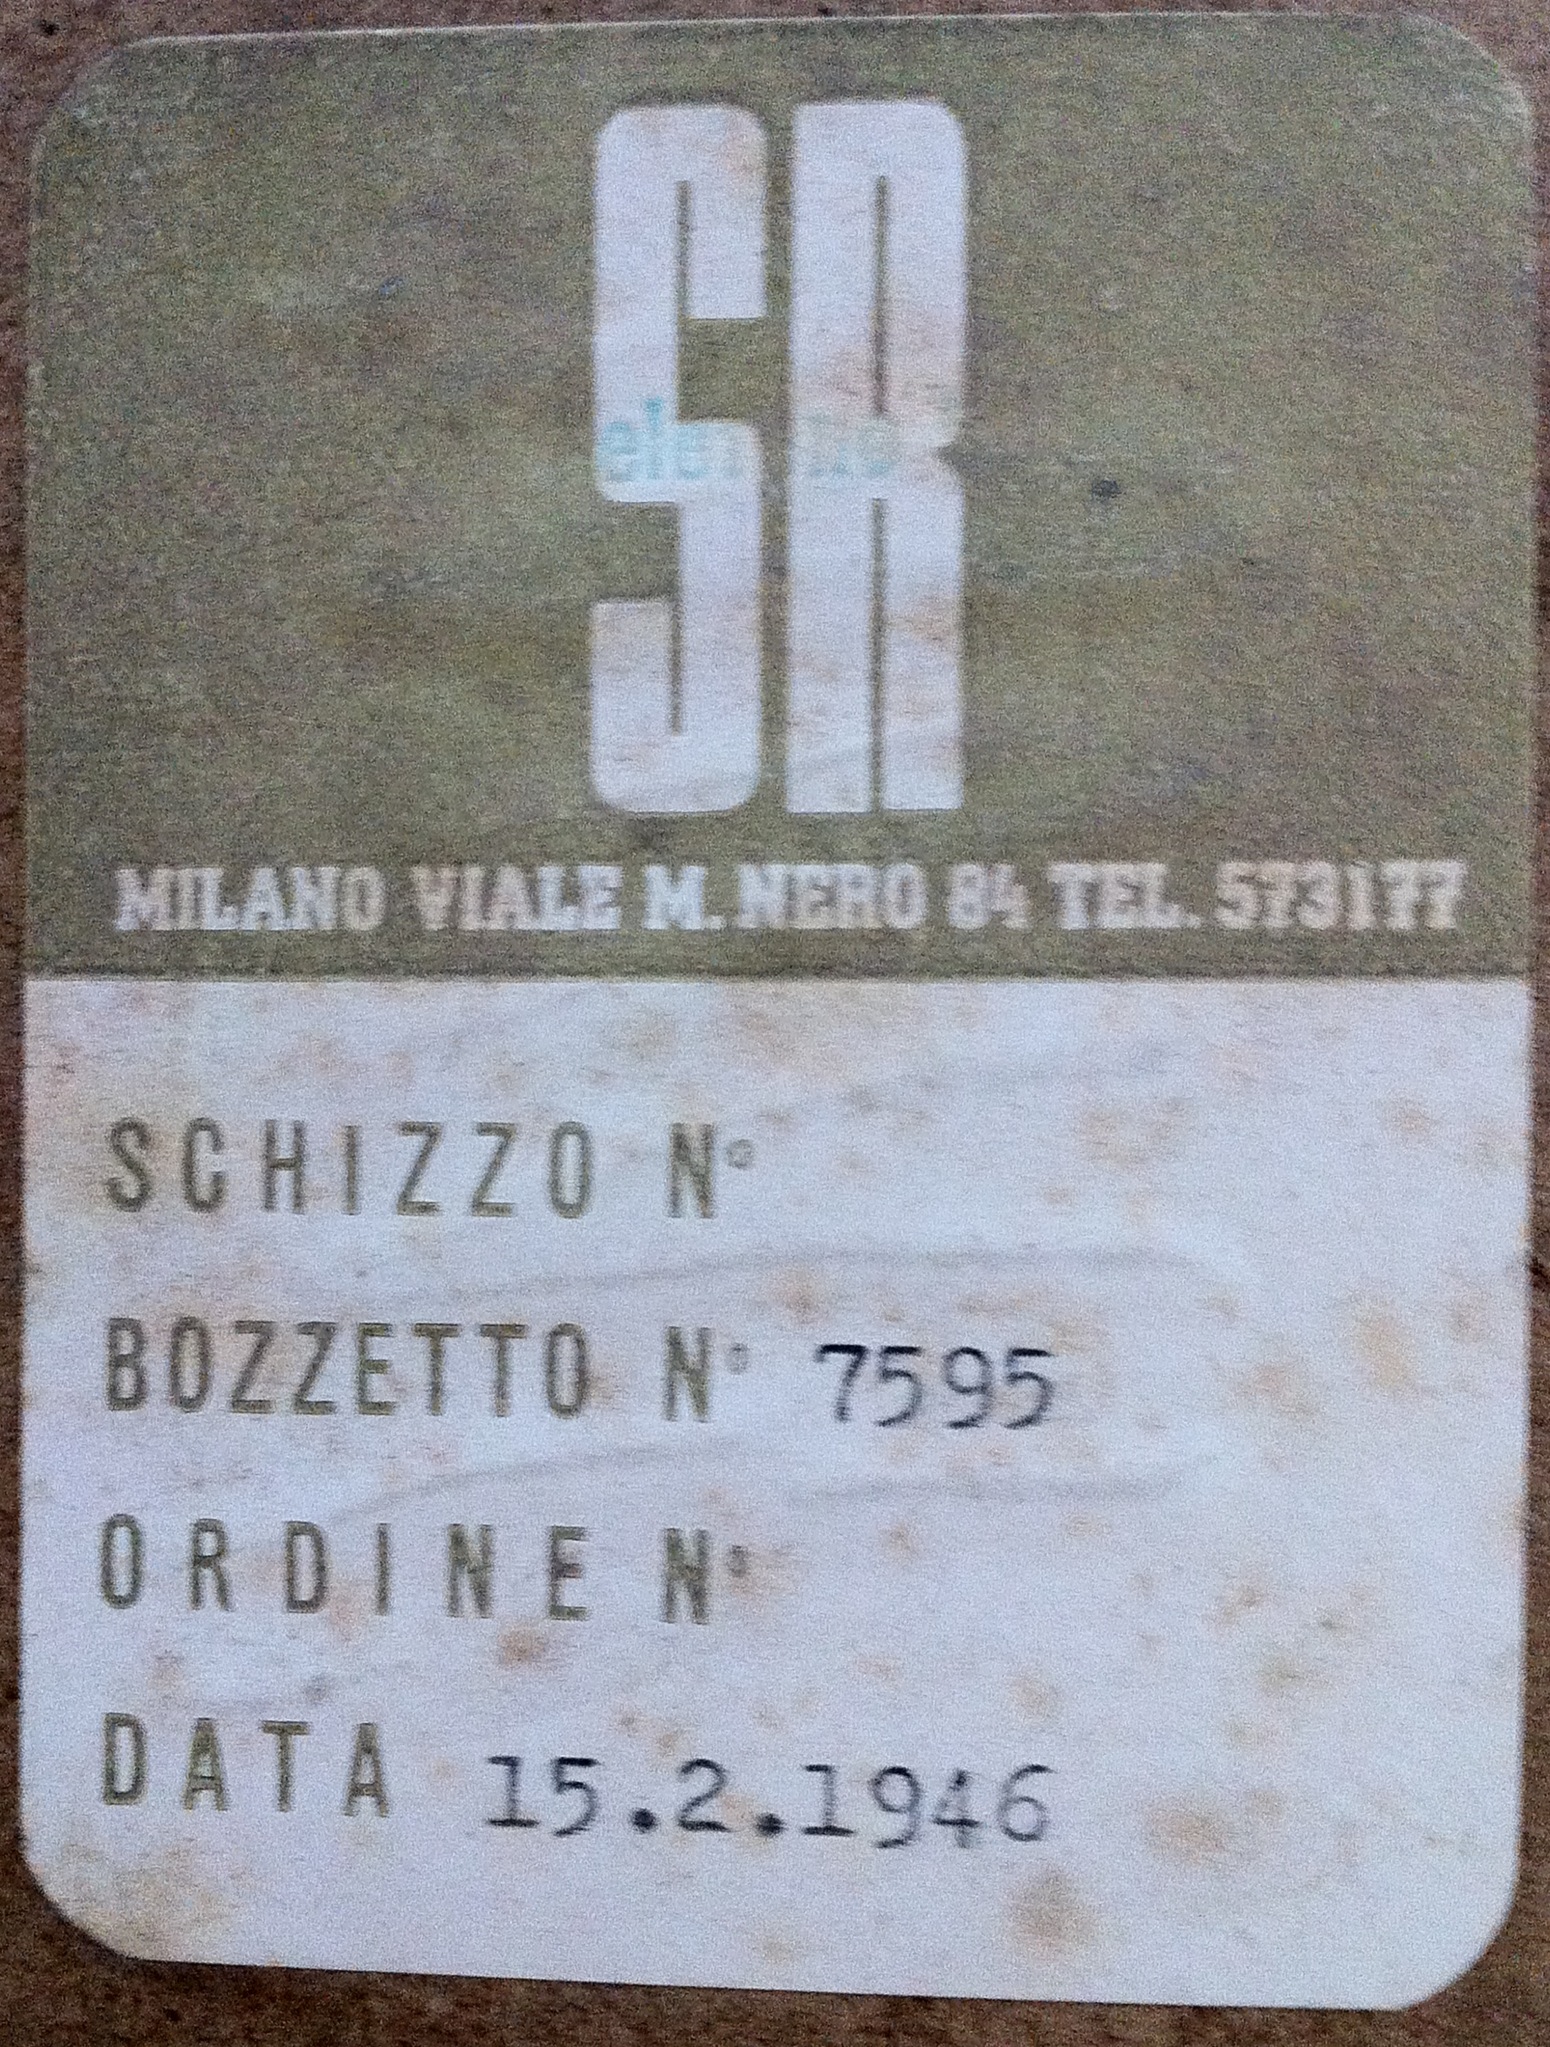 SR
MILANO VIALE M. NERO 84 TEL. 573177
SCHIZZO N°
BOZZETTO N° 7595
ORDINE N°
DATA 15.2.1946